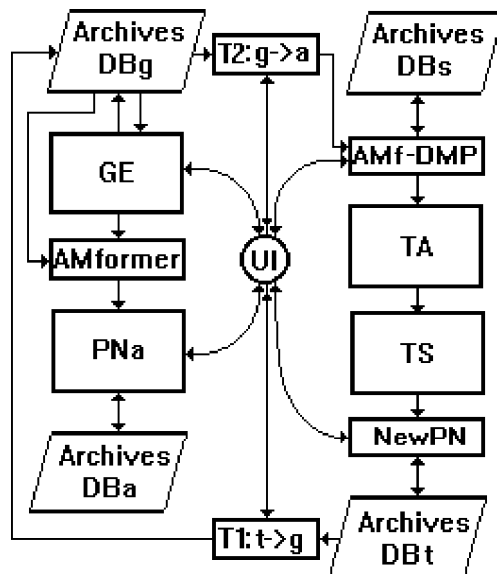 Archives
DBg
T2:g->a
Archives
DBs
GE
AMf-DMP
AMformer
UI
TA
PNa
TS
Archives
DBa
NewPN
T1:t->g
Archives
DBt